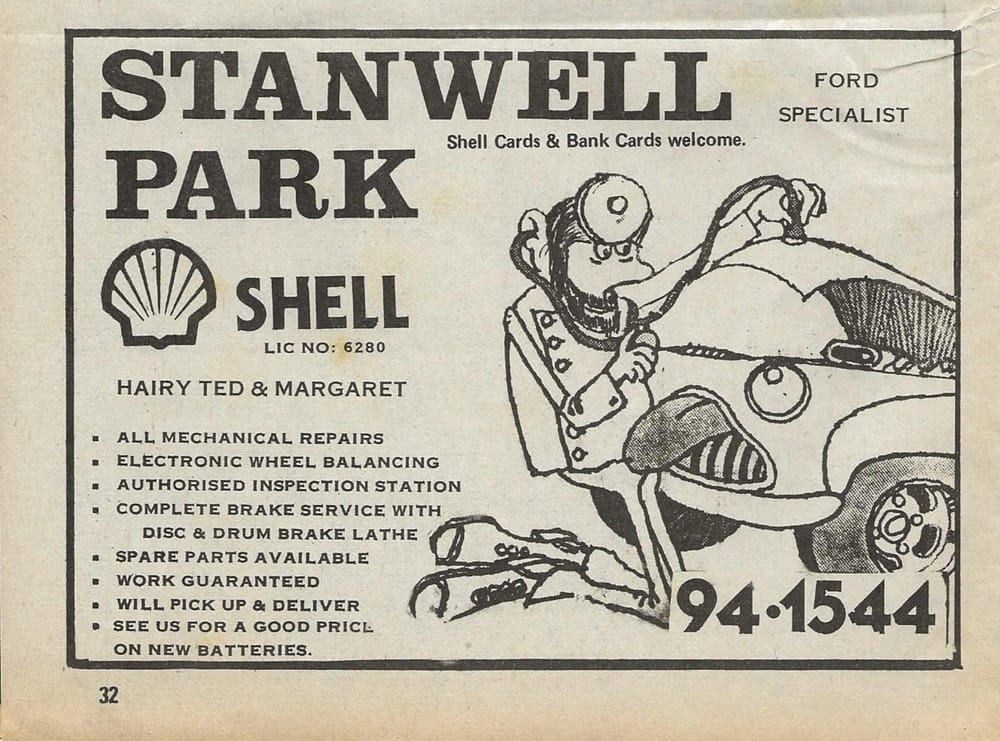 STANWELL
PARK
FORD
SPECIALIST
Shell Cards & Bank Cards welcome.
SHELL
LIC NO: 6280
HAIRY TED & MARGARET
▪ ALL MECHANICAL REPAIRS
▪ ELECTRONIC WHEEL BALANCING
▪ AUTHORISED INSPECTION STATION
▪ COMPLETE BRAKE SERVICE WITH
DISC & DRUM BRAKE LATHE
▪ SPARE PARTS AVAILABLE
▪ WORK GUARANTEED
▪ WILL PICK UP & DELIVER
▪ SEE US FOR A GOOD PRICE
ON NEW BATTERIES.
94·1544
32